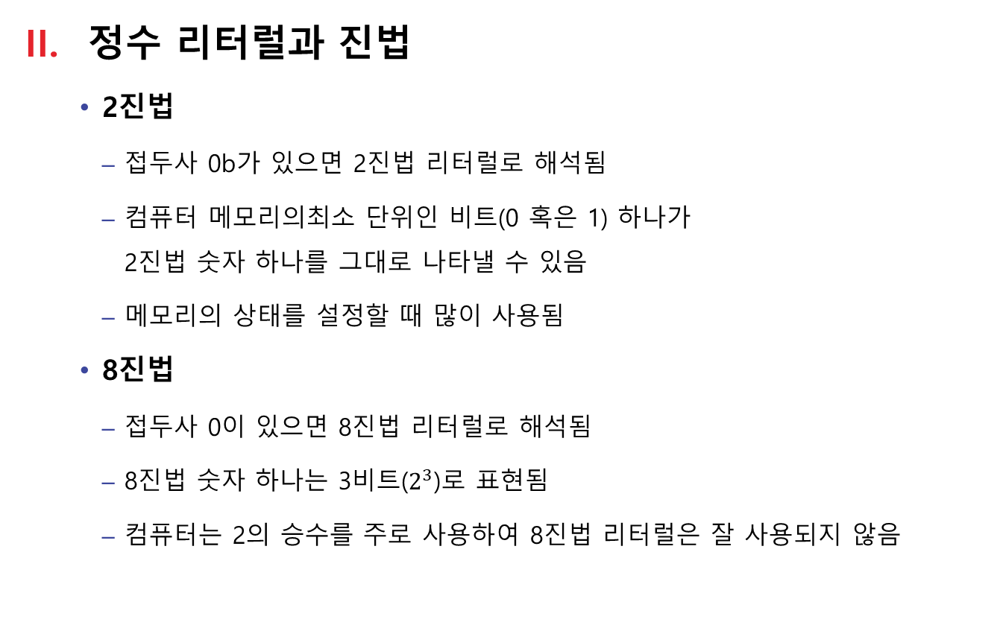 II. 정수 리터럴과 진법
• 2진법
– 접두사 0b가 있으면 2진법 리터럴로 해석됨
– 컴퓨터 메모리의최소 단위인 비트(0 혹은 1) 하나가
2진법 숫자 하나를 그대로 나타낼 수 있음
– 메모리의 상태를 설정할 때 많이 사용됨
• 8진법
– 접두사 0이 있으면 8진법 리터럴로 해석됨
– 8진법 숫자 하나는 3비트(2³)로 표현됨
– 컴퓨터는 2의 승수를 주로 사용하여 8진법 리터럴은 잘 사용되지 않음